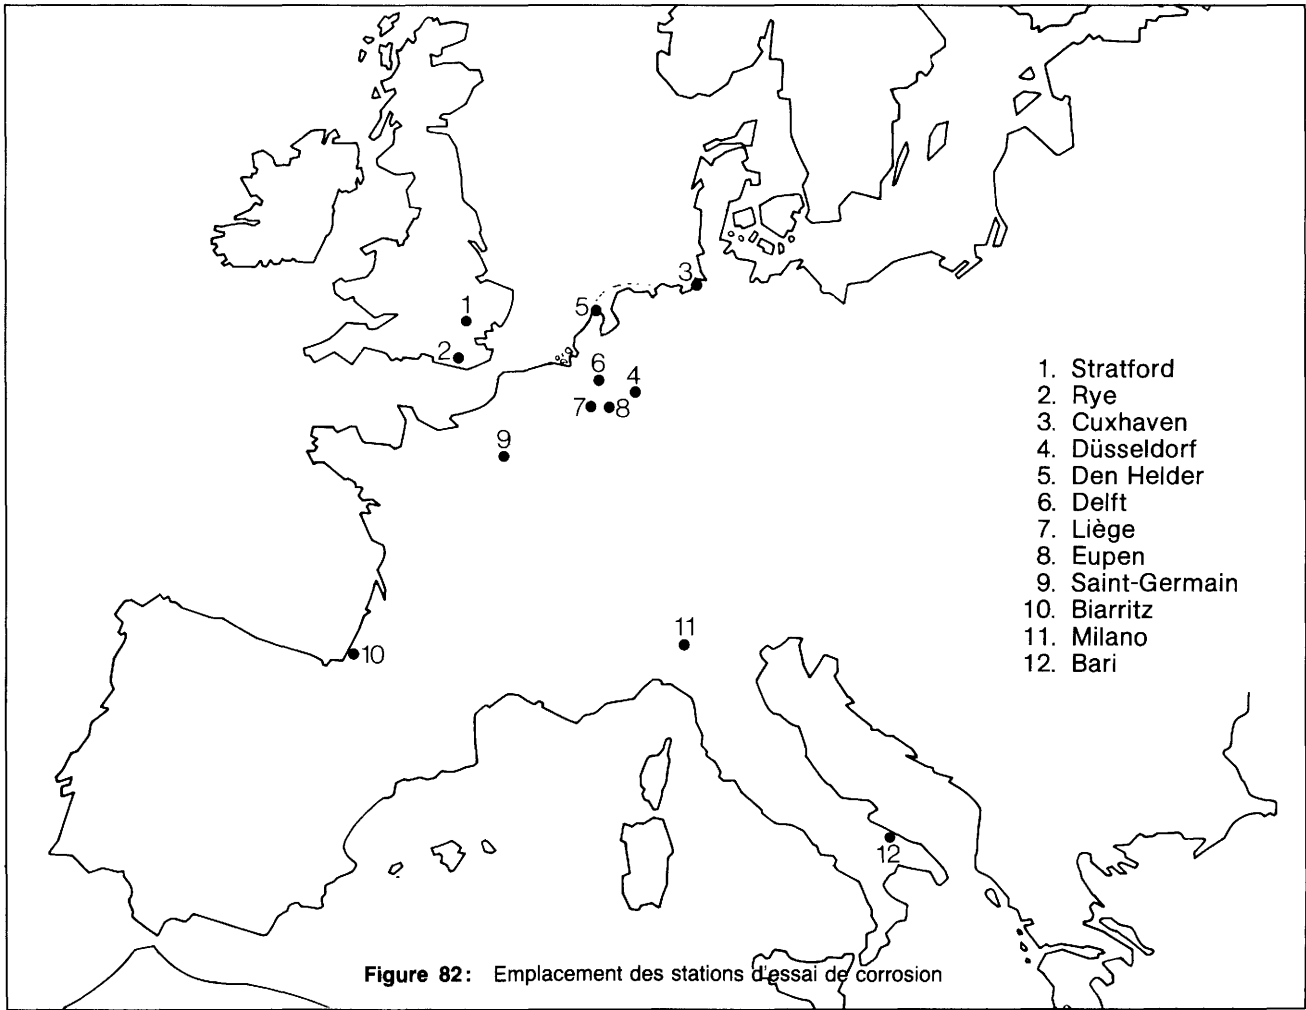 3
1
5
2
6
4
7
8
9
1. Stratford
2. Rye
3. Cuxhaven
4. Düsseldorf
5. Den Helder
6. Delft
7. Liège
8. Eupen
9. Saint-Germain
10. Biarritz
11. Milano
12. Bari
11
10
12
Figure 82: Emplacement des stations d'essai de corrosion